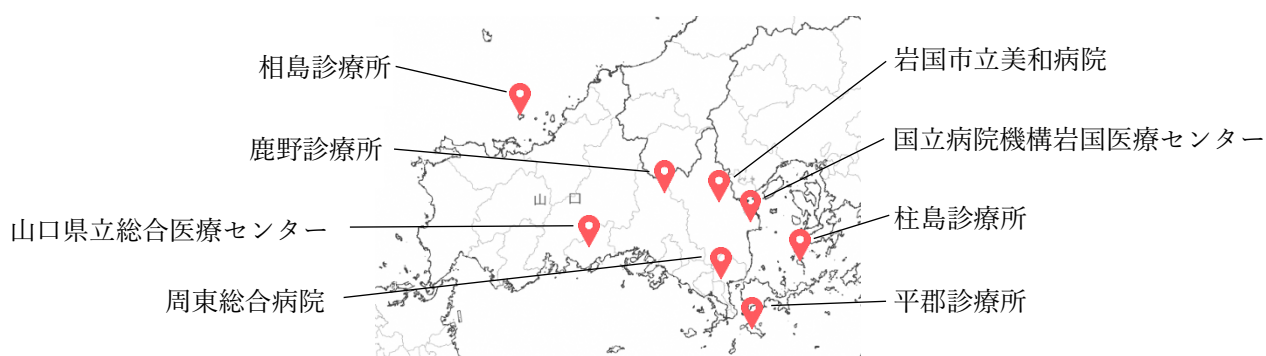 相島診療所
鹿野診療所
山口県立総合医療センター
周東総合病院
山口
岩国市立美和病院
国立病院機構岩国医療センター
柱島診療所
平郡診療所